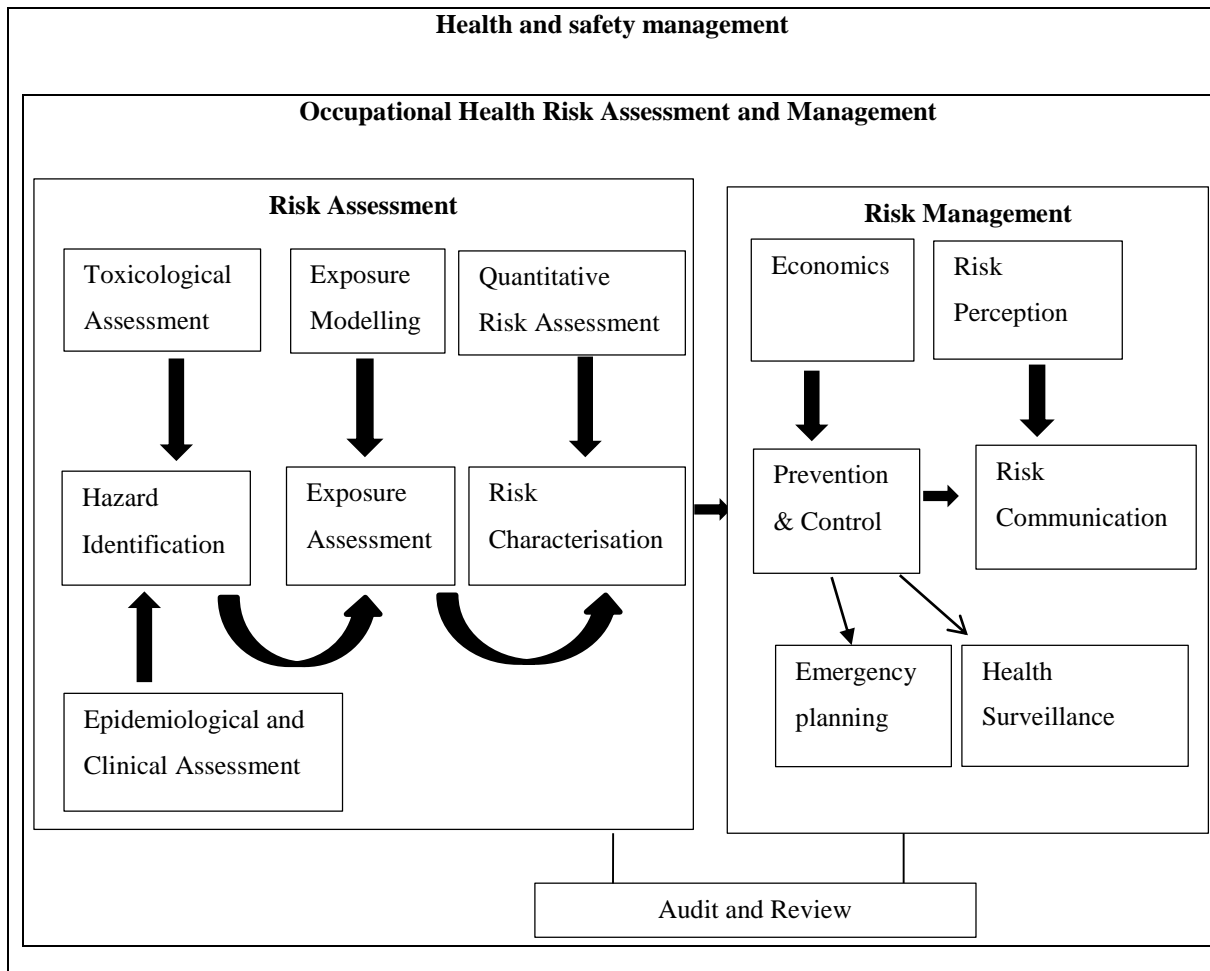 Health and safety management
Occupational Health Risk Assessment and Management
Risk Assessment
Toxicological
Assessment
Exposure
Modelling
Quantitative
Risk Assessment
Hazard
Identification
Exposure
Assessment
Risk
Characterisation
Epidemiological and
Clinical Assessment
Risk Management
Economics
Risk
Perception
Prevention
& Control
Risk
Communication
Emergency
planning
Health
Surveillance
Audit and Review